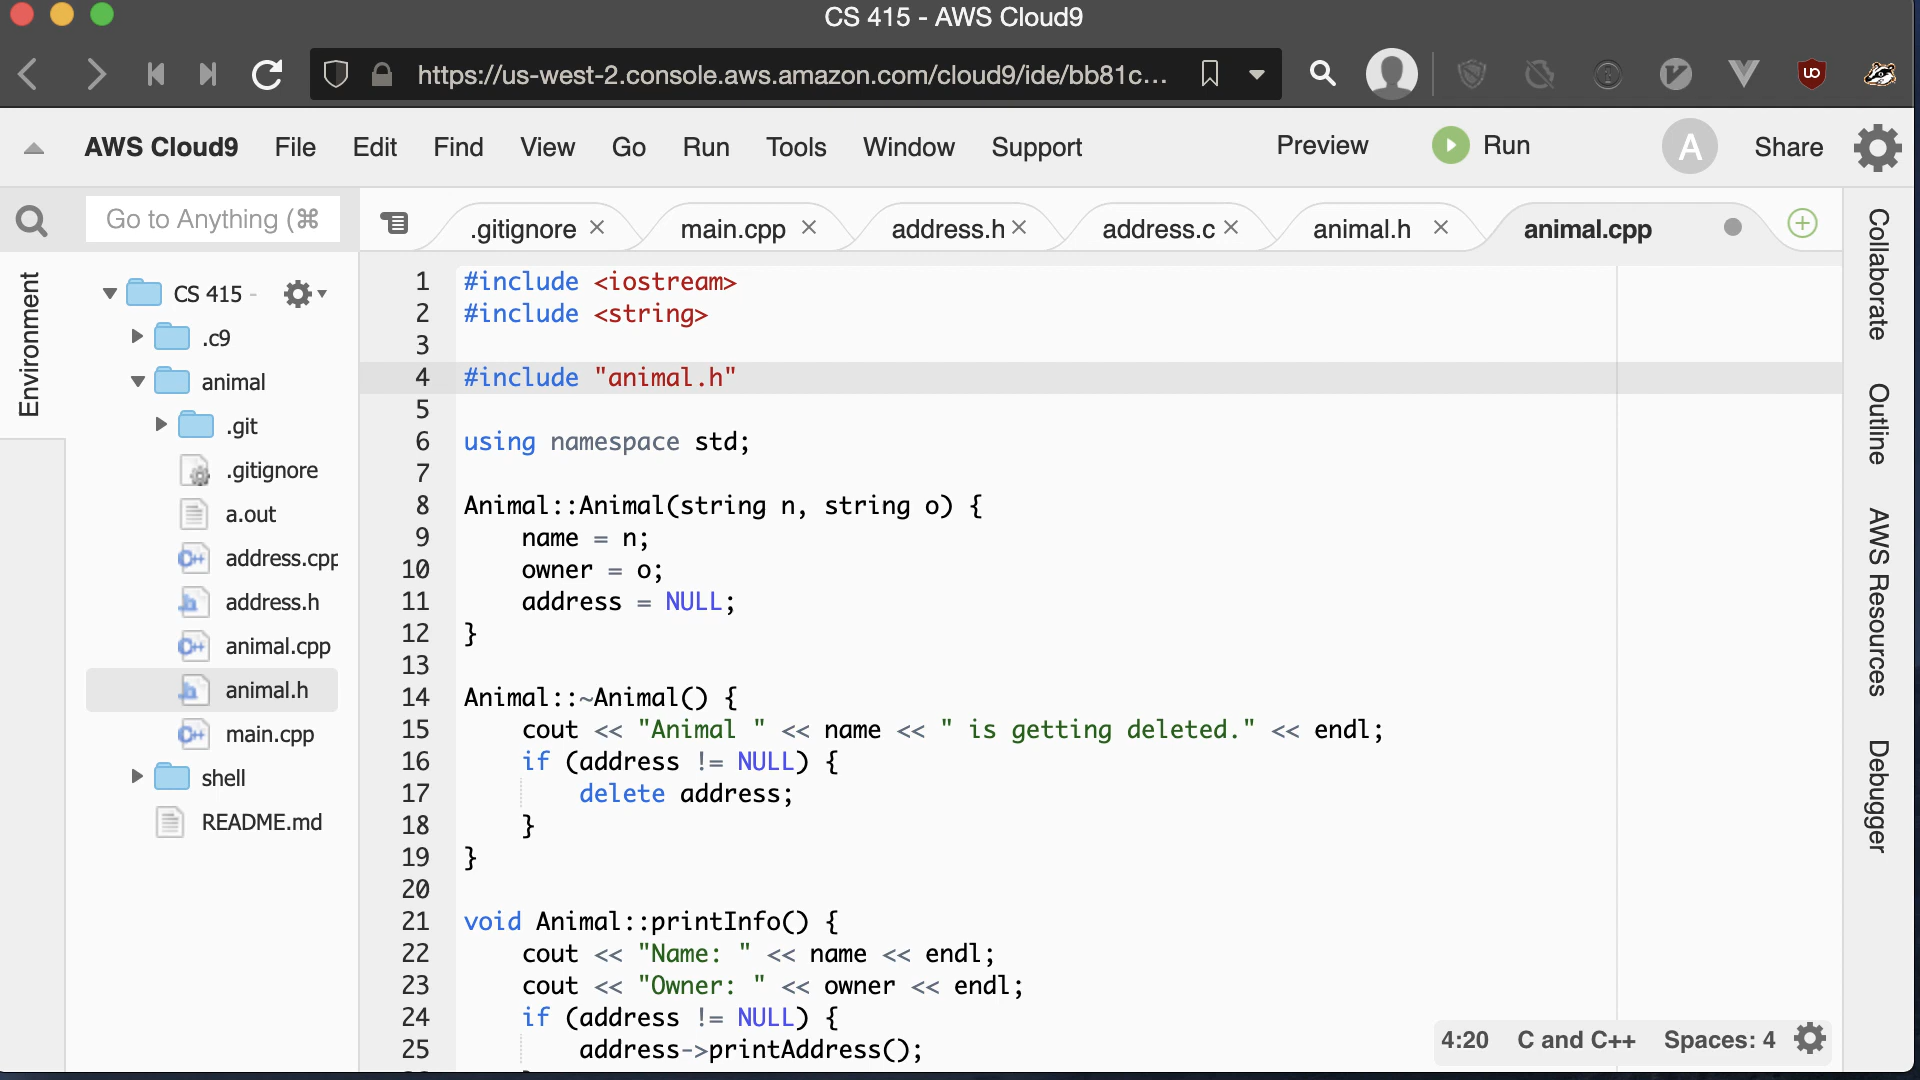 CS 415 - AWS Cloud9
https://us-west-2.console.aws.amazon.com/cloud9/ide/bb81c...
AWS Cloud9 File Edit Find View Go Run Tools Window Support Preview Run A Share
Go to Anything (⌘
.gitignore main.cpp address.h address.c animal.h animal.cpp
Environment
CS 415 -
.c9
animal
.git
.gitignore
a.out
address.cpp
address.h
animal.cpp
animal.h
main.cpp
shell
README.md
1 #include <iostream>
2 #include <string>
3
4 #include "animal.h"
5
6 using namespace std;
7
8 Animal::Animal(string n, string o) {
9 name = n;
10 owner = o;
11 address = NULL;
12 }
13
14 Animal::~Animal() {
15 cout << "Animal " << name << " is getting deleted." << endl;
16 if (address != NULL) {
17 delete address;
18 }
19 }
20
21 void Animal::printInfo() {
22 cout << "Name: " << name << endl;
23 cout << "Owner: " << owner << endl;
24 if (address != NULL) {
25 address->printAddress();
4:20 C and C++ Spaces: 4
Collaborate
Outline
AWS Resources
Debugger